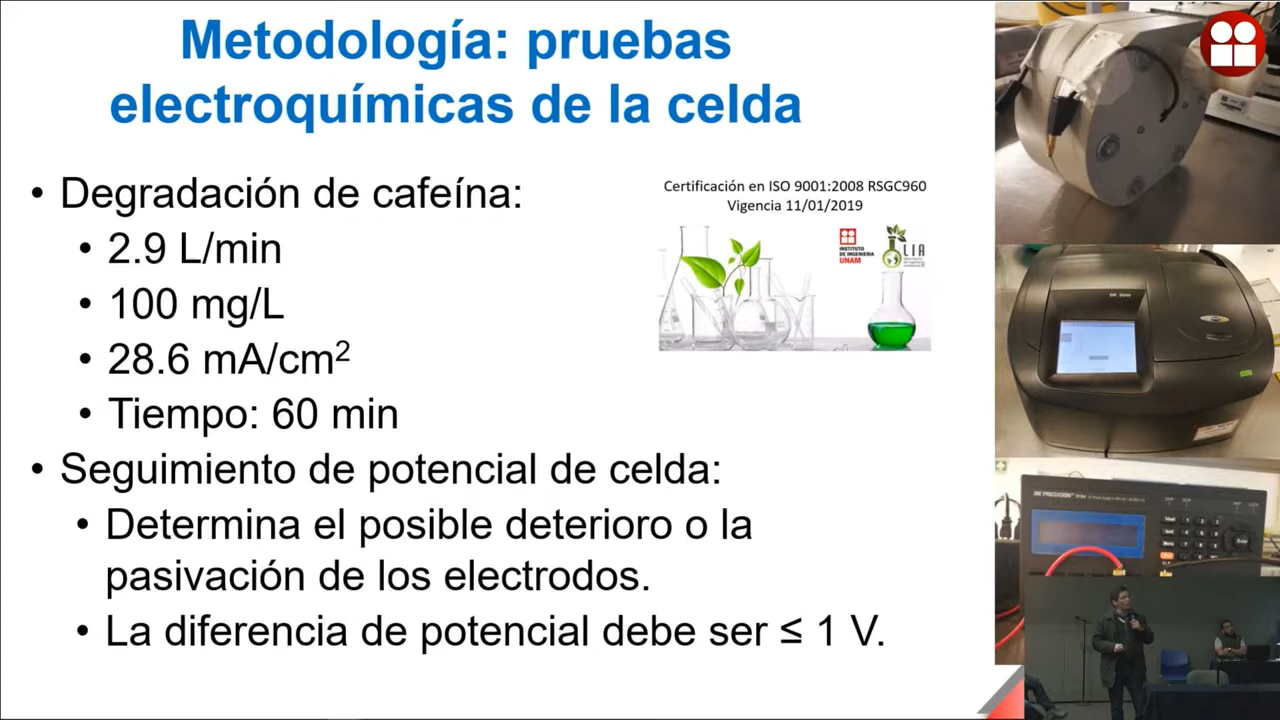 Metodología: pruebas
electroquímicas de la celda
• Degradación de cafeína:
• 2.9 L/min
• 100 mg/L
• 28.6 mA/cm²
• Tiempo: 60 min
• Seguimiento de potencial de celda:
• Determina el posible deterioro o la
pasivación de los electrodos.
• La diferencia de potencial debe ser ≤ 1 V.
Certificación en ISO 9001:2008 RSGC960
Vigencia 11/01/2019
INSTITUTO
DE INGENIERÍA
UNAM
LIA
BK PRECISION